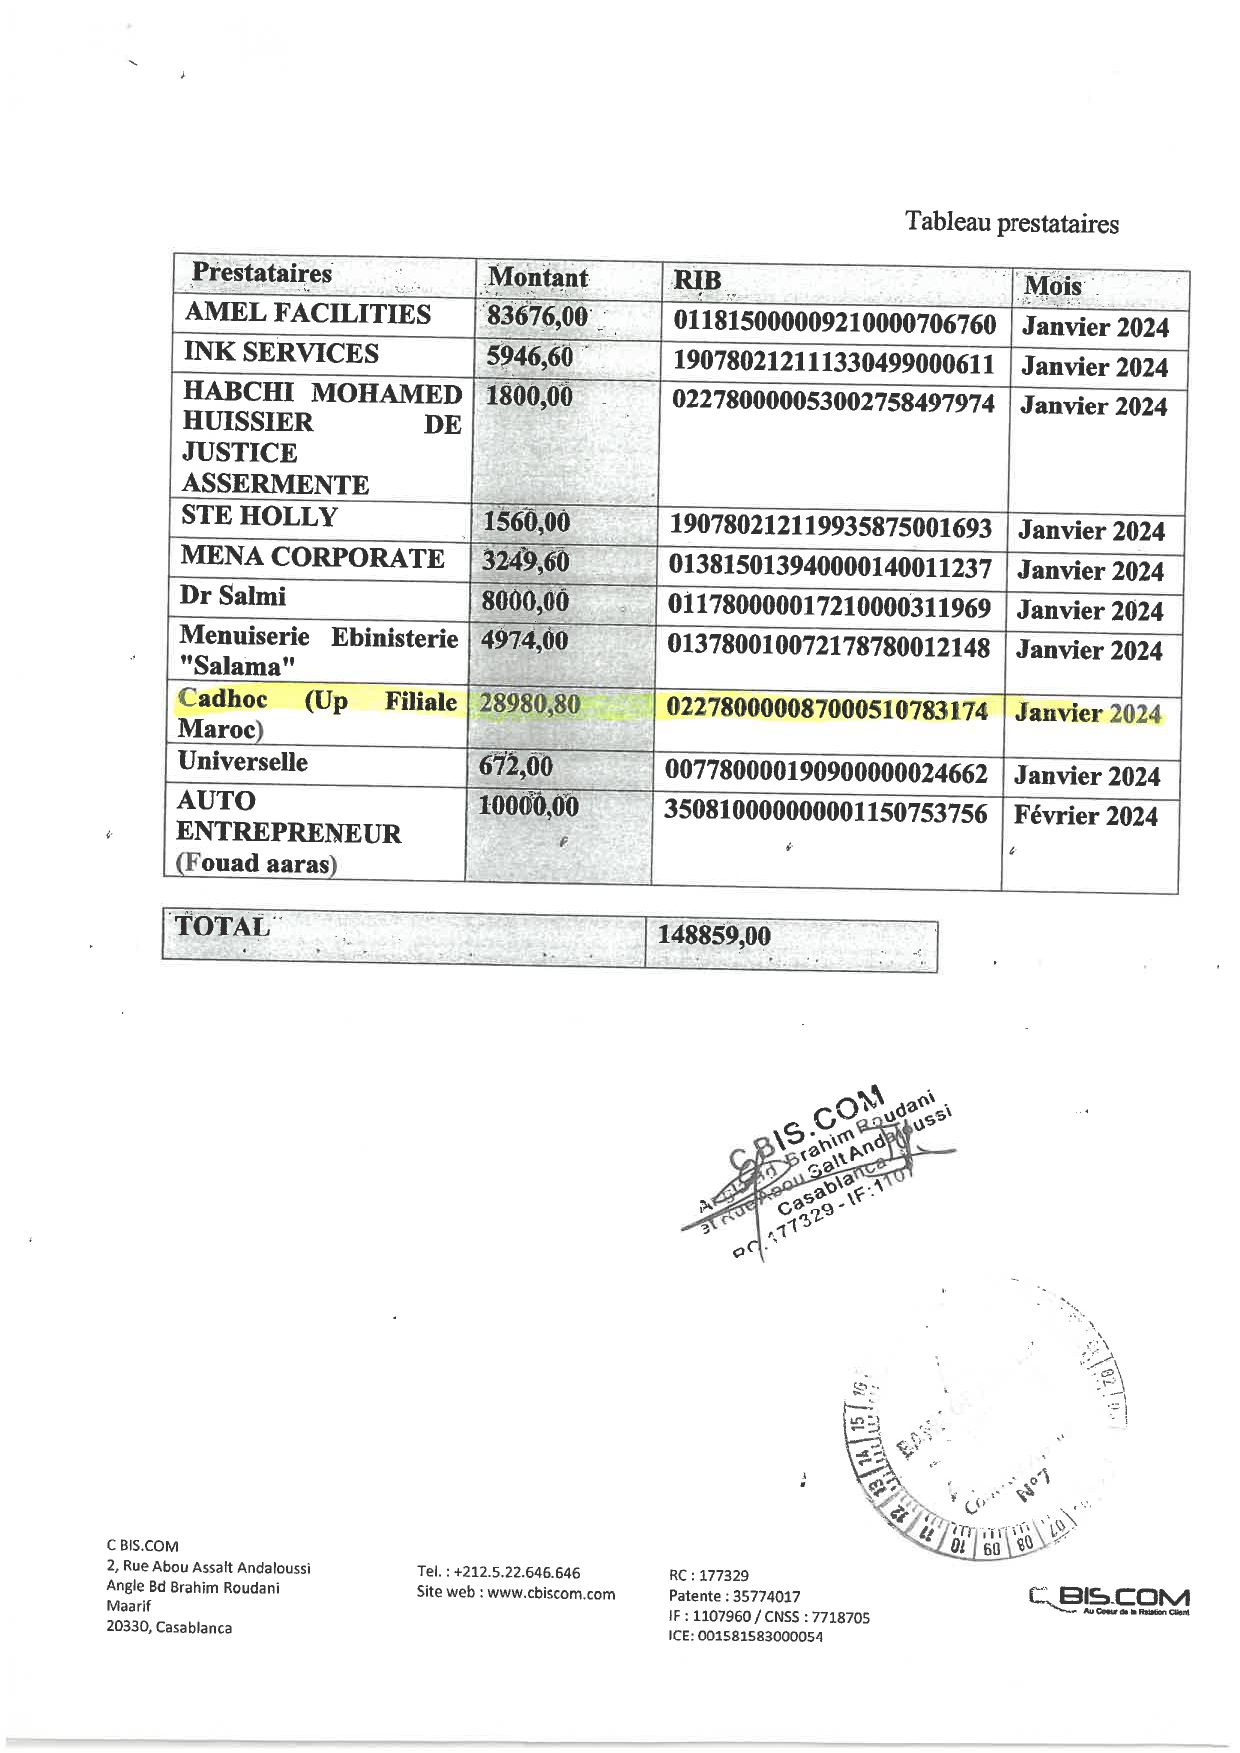 Tableau prestataires
Prestataires Montant RIB Mois
AMEL FACILITIES 83676,00 011815000009210000706760 Janvier 2024
INK SERVICES 5946,60 190780212111330499000611 Janvier 2024
HABCHI MOHAMED 1800,00 022780000053002758497974 Janvier 2024
HUISSIER DE
JUSTICE
ASSERMENTE
STE HOLLY 1560,00 190780212119935875001693 Janvier 2024
MENA CORPORATE 3249,60 013815013940000140011237 Janvier 2024
Dr Salmi 8000,00 011780000017210000311969 Janvier 2024
Menuiserie Ebinisterie 4974,00 013780010072178780012148 Janvier 2024
"Salama"
Cadhoc (Up Filiale 28980,80 022780000087000510783174 Janvier 2024
Maroc)
Universelle 672,00 007780000190900000024662 Janvier 2024
AUTO 10000,00 350810000000001150753756 Février 2024
ENTREPRENEUR
(Fouad aaras)
TOTAL 148859,00
C BIS.COM
Brahim Roudani
Rue Abou Salt Andaloussi
Casablanca
RC.177329 - IF:1107
N°7
C BIS.COM
2, Rue Abou Assalt Andaloussi
Angle Bd Brahim Roudani
Maarif
20330, Casablanca
Tel. : +212.5.22.646.646
Site web : www.cbiscom.com
RC : 177329
Patente : 35774017
IF : 1107960 / CNSS : 7718705
ICE: 001581583000054
C BIS.COM
Au Coeur de la Relation Client